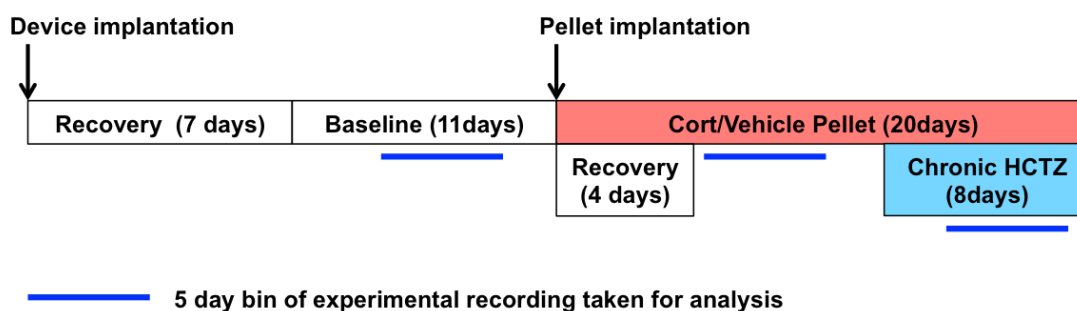 Device implantation
Pellet implantation
Recovery (7 days)
Baseline (11days)
Cort/Vehicle Pellet (20days)
Recovery
(4 days)
Chronic HCTZ
(8days)
5 day bin of experimental recording taken for analysis